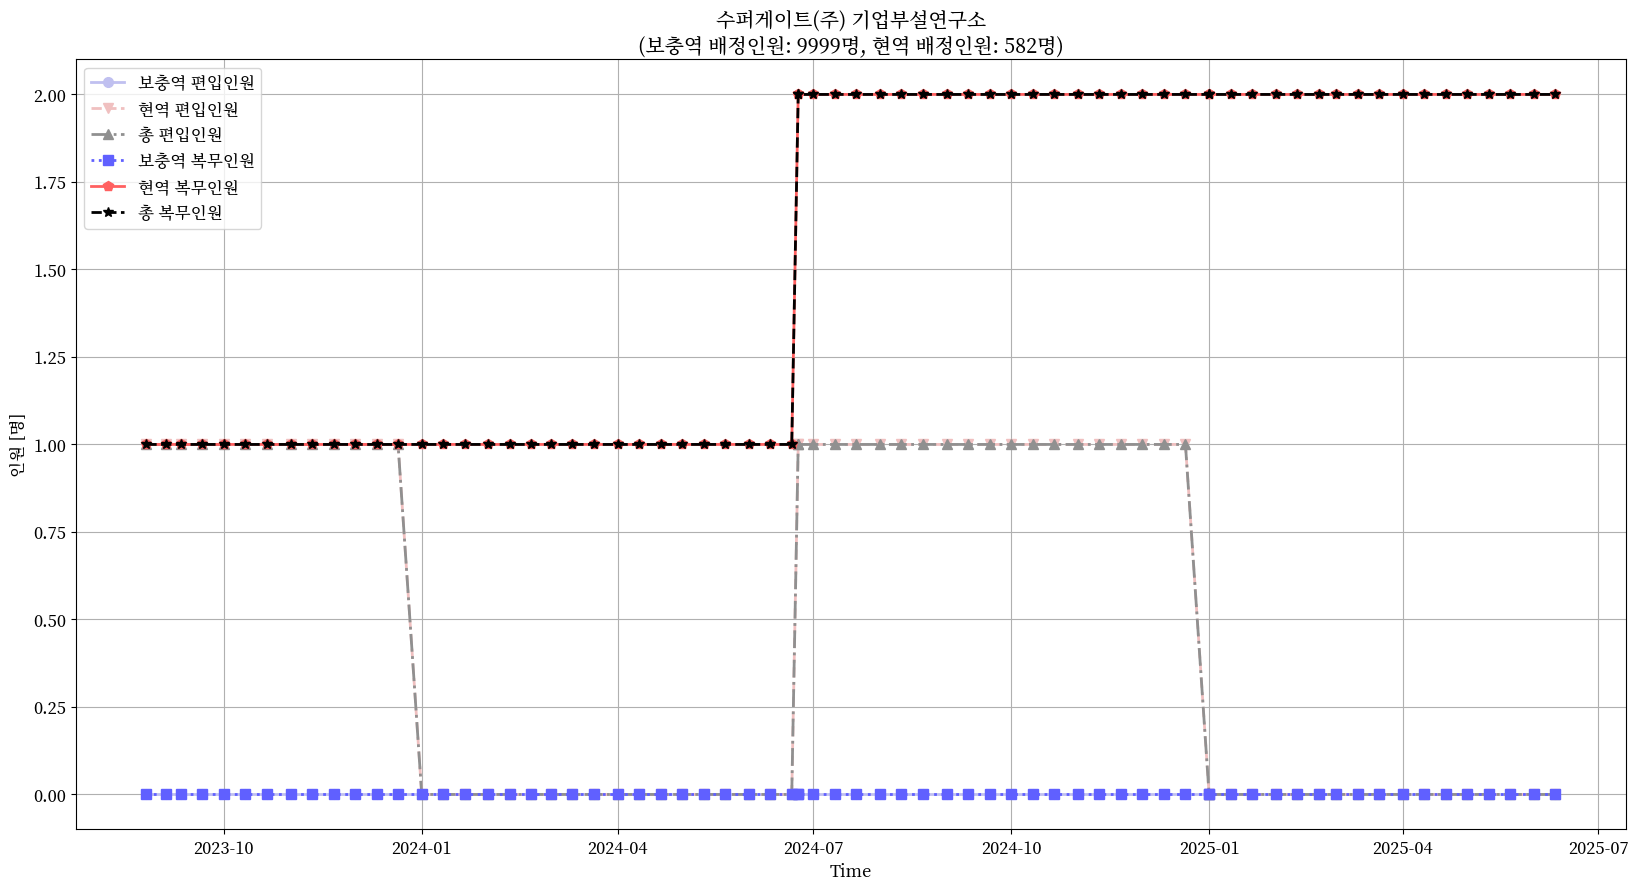 수퍼게이트(주) 기업부설연구소
(보충역 배정인원: 9999명, 현역 배정인원: 582명)
보충역 편입인원
현역 편입인원
총 편입인원
보충역 복무인원
현역 복무인원
총 복무인원
2.00
1.75
1.50
1.25
1.00
0.75
0.50
0.25
0.00
인원 [명]
2023-10
2024-01
2024-04
2024-07
2024-10
2025-01
2025-04
2025-07
Time